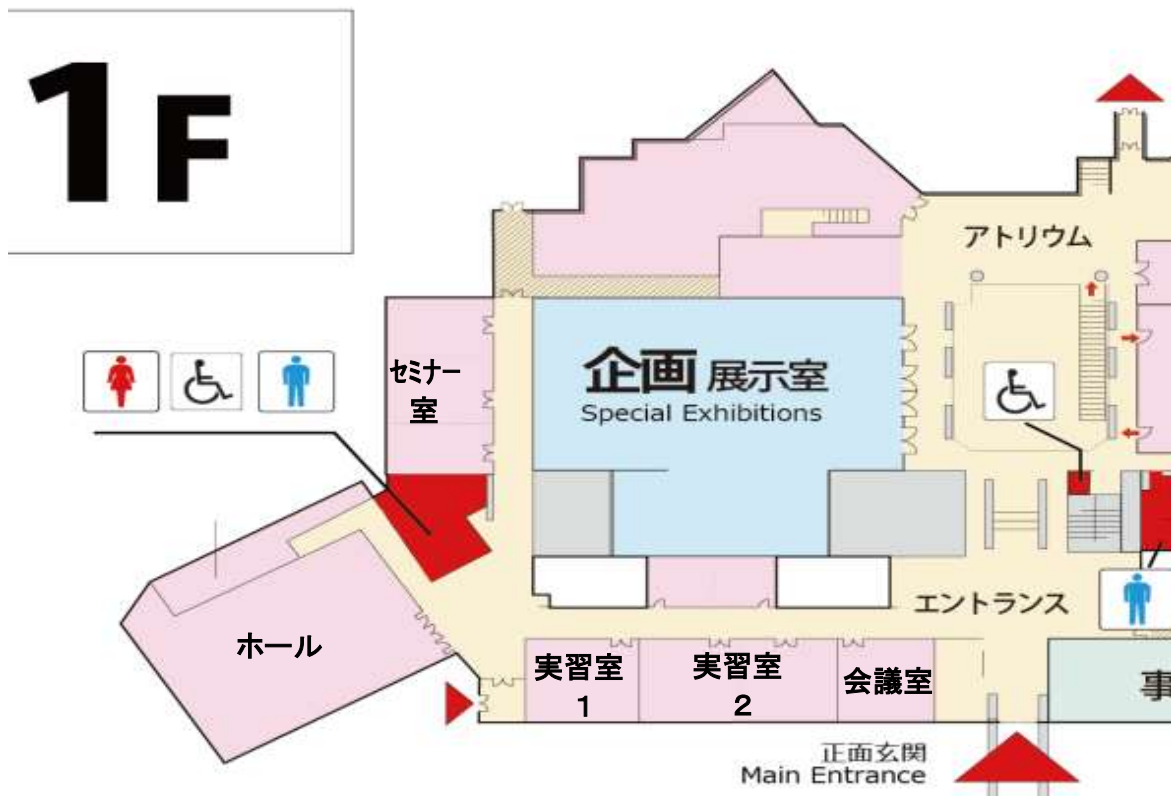 1F
アトリウム
セミナー
室
企画 展示室
Special Exhibitions
エントランス
ホール
実習室
1
実習室
2
会議室
事
正面玄関
Main Entrance